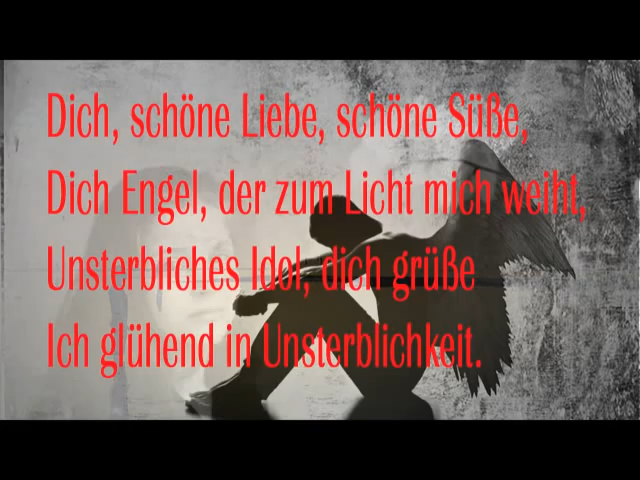 Dich, schöne Liebe, schöne Süße,
Dich Engel, der zum Licht mich weiht,
Unsterbliches Idol, dich grüße
Ich glühend in Unsterblichkeit.